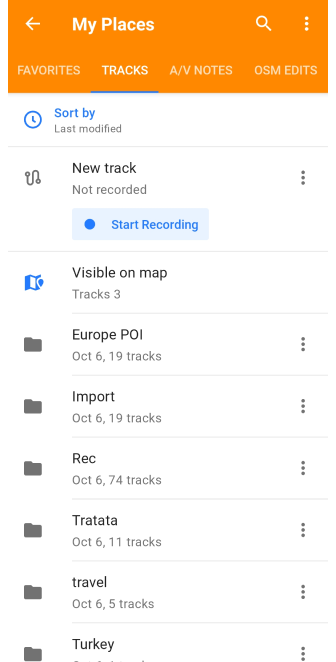 My Places
FAVORITES TRACKS A/V NOTES OSM EDITS
Sort by
Last modified
New track
Not recorded
Start Recording
Visible on map
Tracks 3
Europe POI
Oct 6, 19 tracks
Import
Oct 6, 19 tracks
Rec
Oct 6, 74 tracks
Tratata
Oct 6, 11 tracks
travel
Oct 6, 5 tracks
Turkey